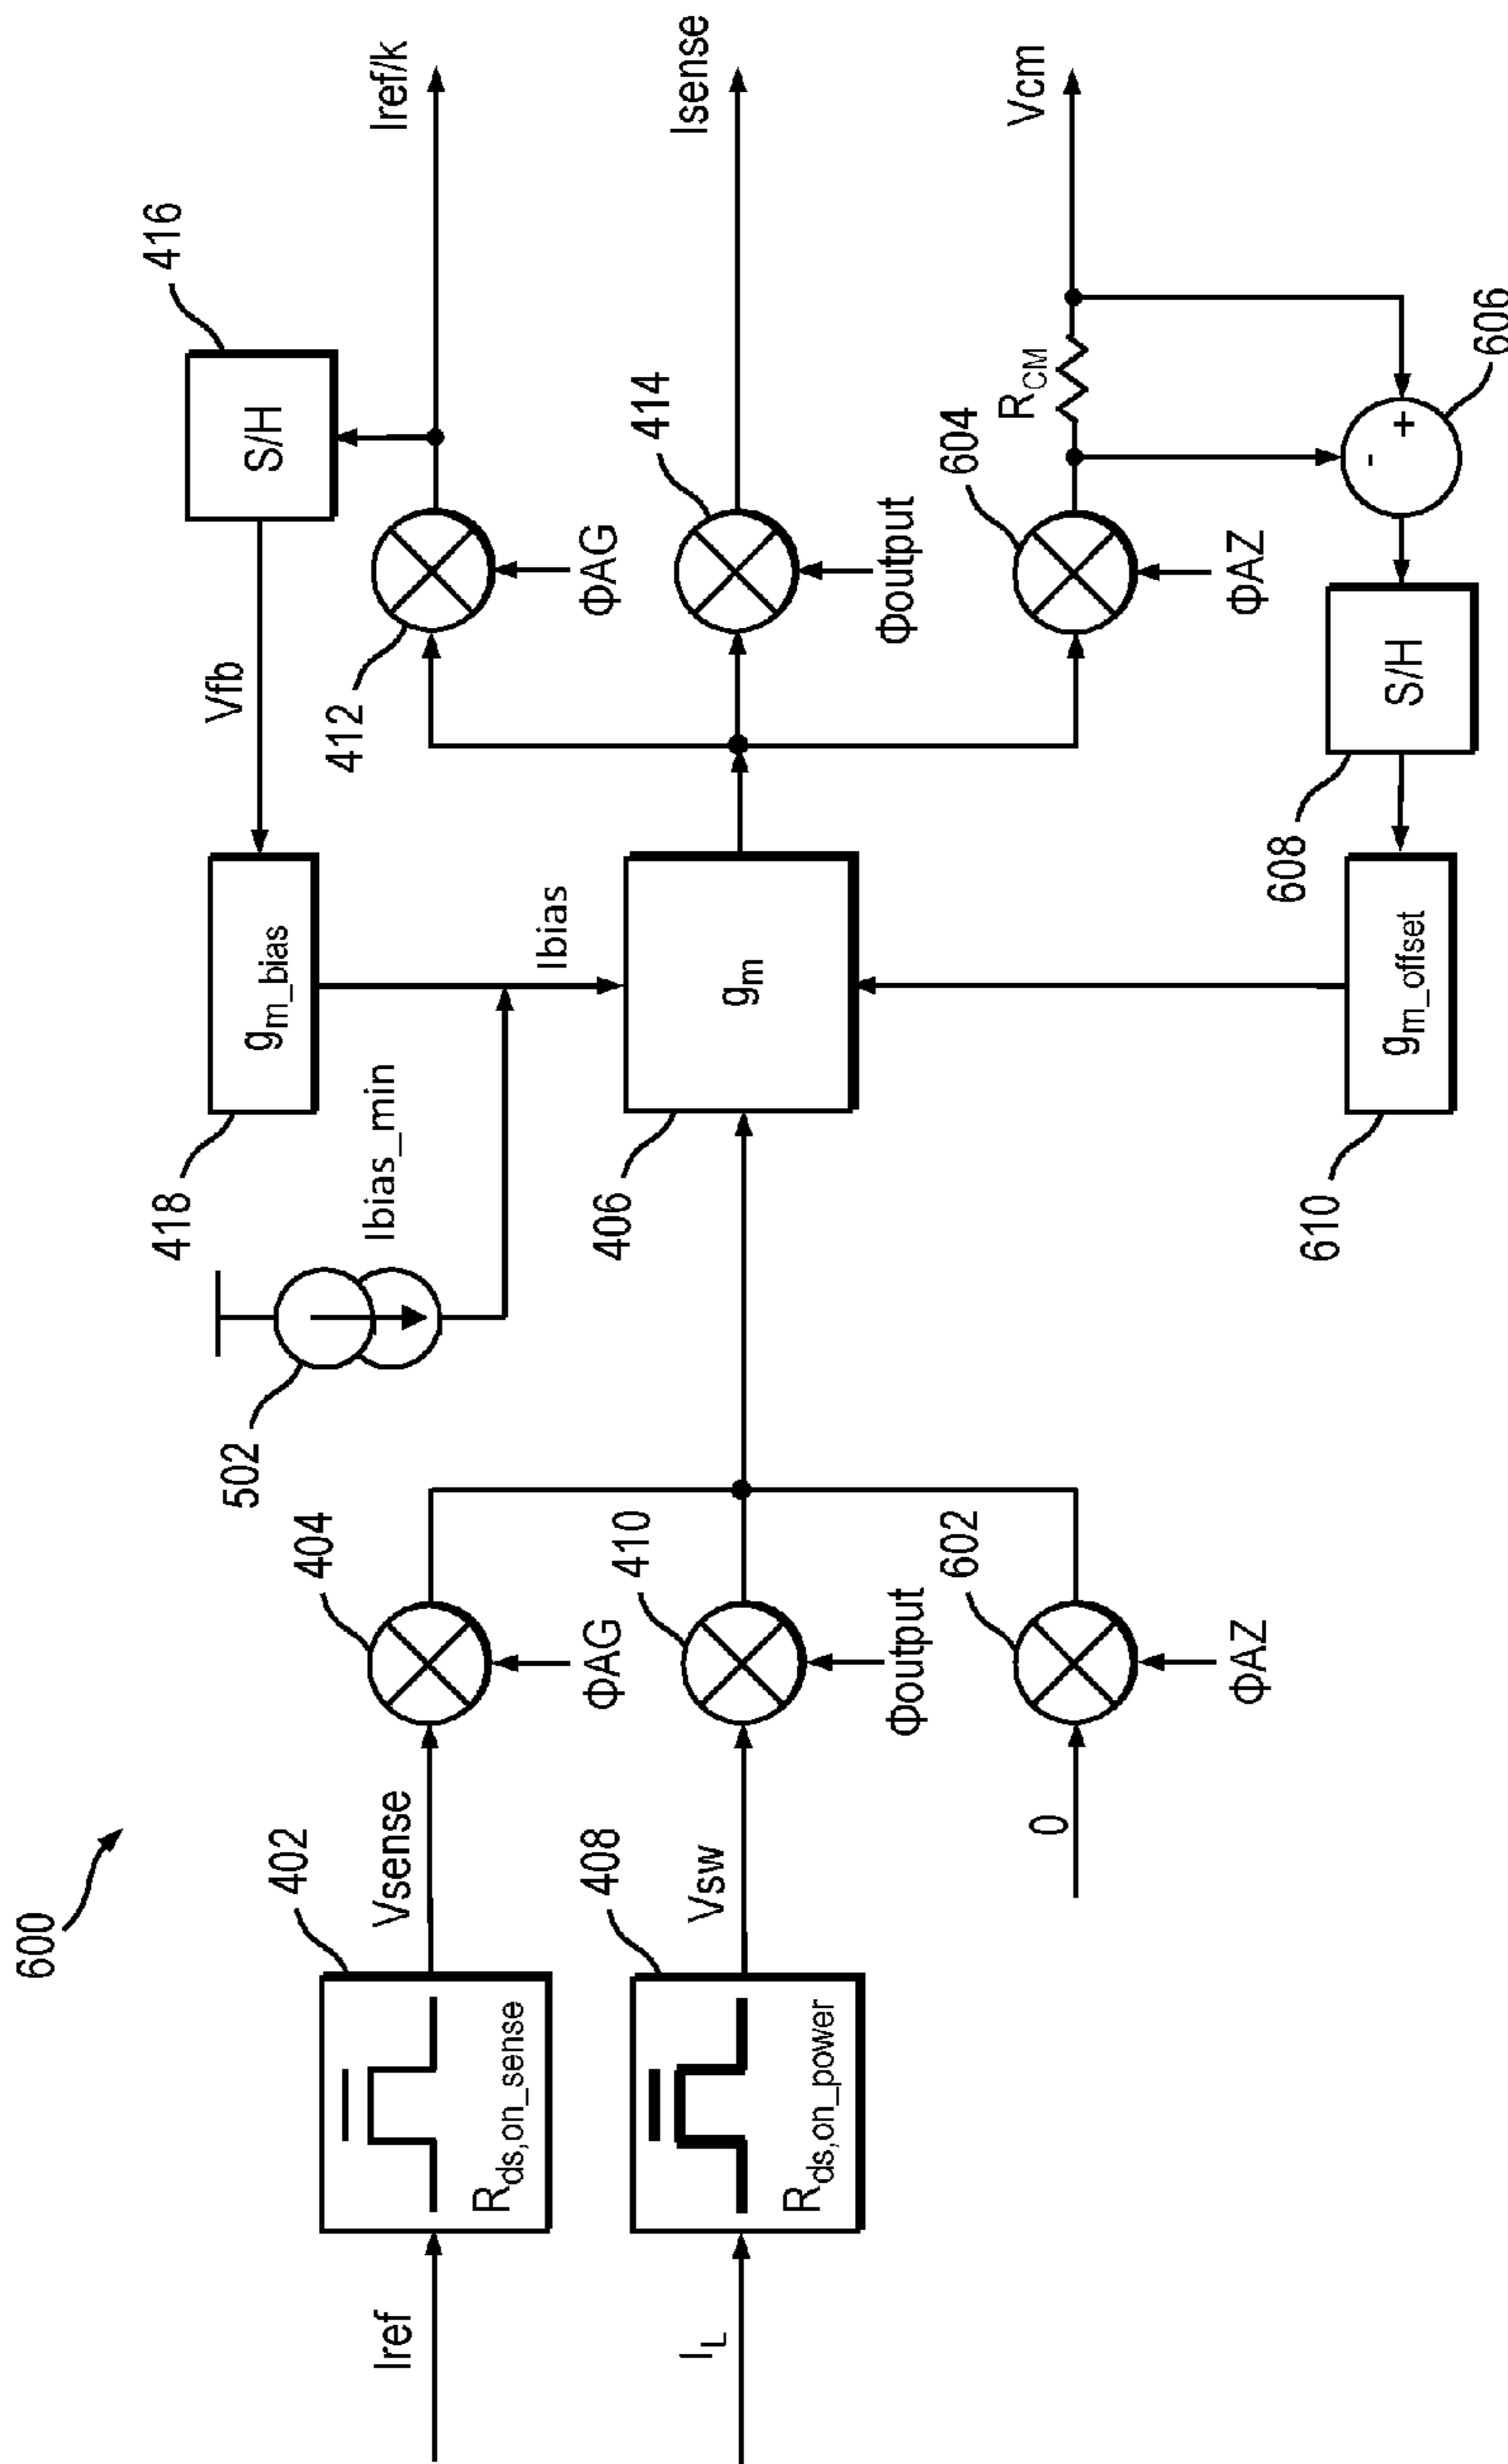 600
416
Iref/k
S/H
Vfb
418
gm_bias
412
ΦAG
502
Ibias_min
Ibias
402
Iref
Rds,on_sense
Vsense
404
ΦAG
406
gm
414
Isense
Φoutput
408
IL
Rds,on_power
Vsw
410
Φoutput
602
0
ΦAZ
604
RCM
Vcm
ΦAZ
608
S/H
-
+
606
610
gm_offset